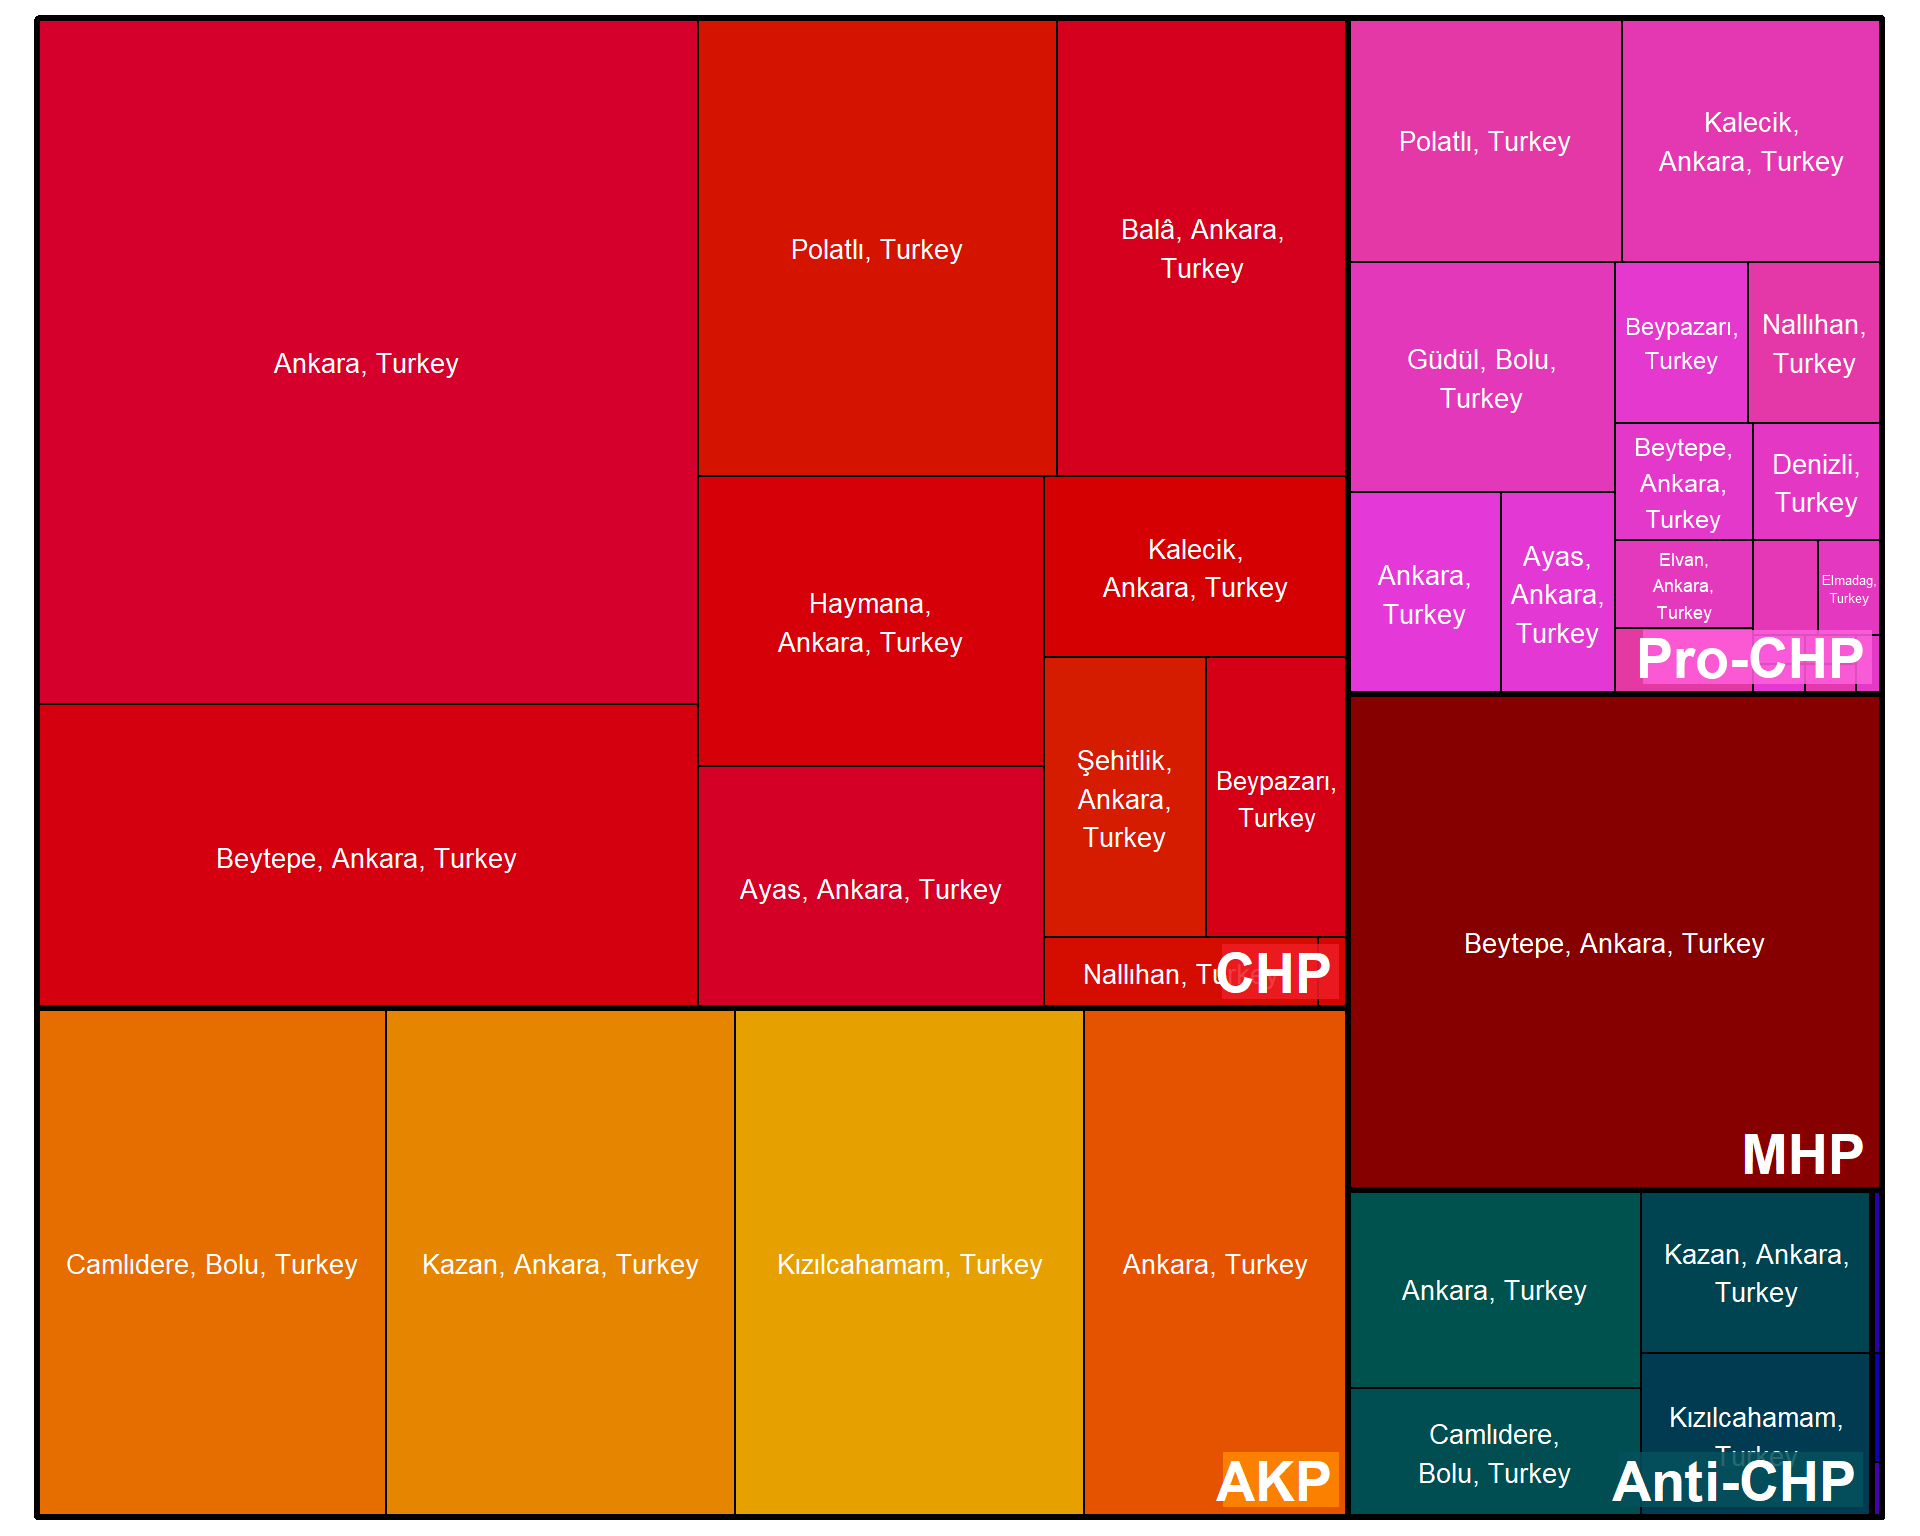 Ankara, Turkey
Polatlı, Turkey
Balâ, Ankara,
Turkey
Beytepe, Ankara, Turkey
Haymana,
Ankara, Turkey
Kalecik,
Ankara, Turkey
Ayas, Ankara, Turkey
Şehitlik,
Ankara,
Turkey
Beypazarı,
Turkey
Nallıhan, Turkey
CHP
Camlıdere, Bolu, Turkey
Kazan, Ankara, Turkey
Kızılcahamam, Turkey
Ankara, Turkey
AKP
Polatlı, Turkey
Kalecik,
Ankara, Turkey
Güdül, Bolu,
Turkey
Beypazarı,
Turkey
Nallıhan,
Turkey
Beytepe,
Ankara,
Turkey
Denizli,
Turkey
Ankara,
Turkey
Ayas,
Ankara,
Turkey
Elvan,
Ankara,
Turkey
Elmadag,
Turkey
Pro-CHP
Beytepe, Ankara, Turkey
MHP
Ankara, Turkey
Kazan, Ankara,
Turkey
Camlıdere,
Bolu, Turkey
Kızılcahamam,
Turkey
Anti-CHP